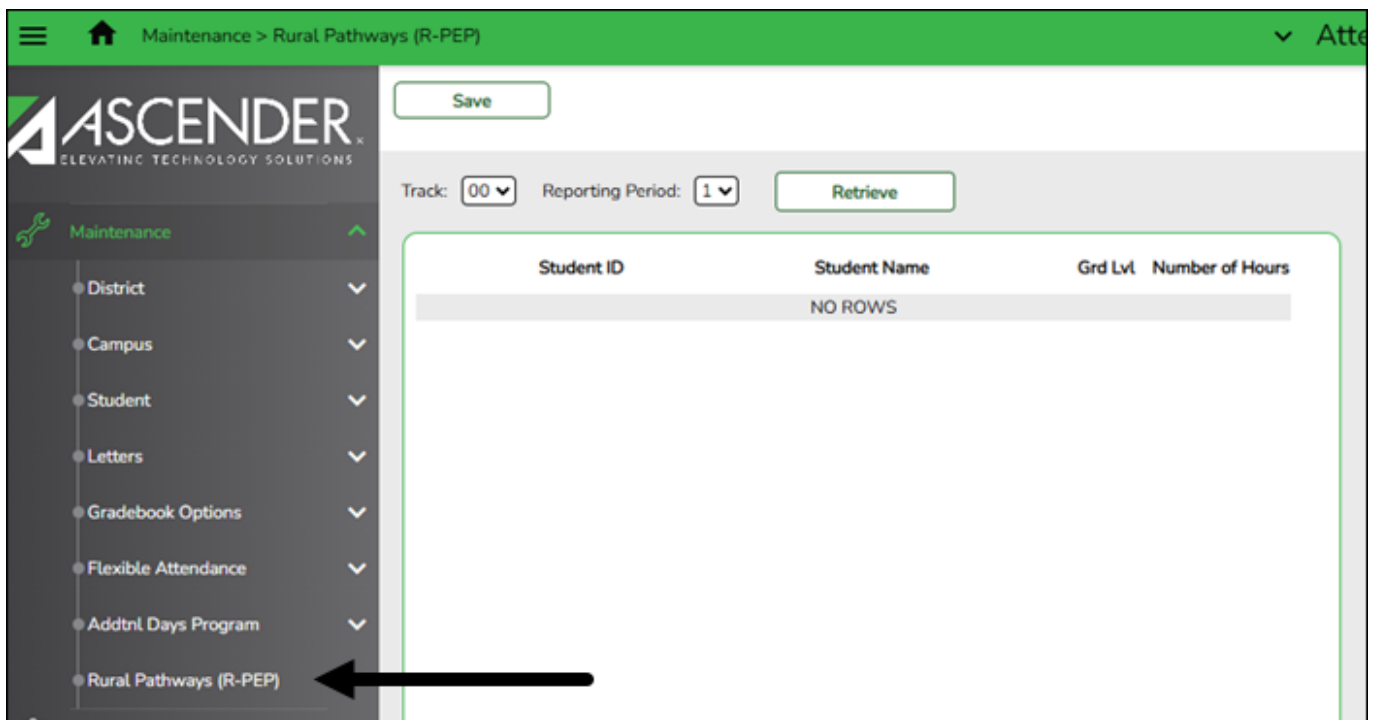 Maintenance > Rural Pathways (R-PEP)
Atte
ASCENDER
ELEVATING TECHNOLOGY SOLUTIONS
Save
Track: 00 Reporting Period: 1 Retrieve
Maintenance
District
Campus
Student
Letters
Gradebook Options
Flexible Attendance
Addtnl Days Program
Rural Pathways (R-PEP)
Student ID Student Name Grd Lvl Number of Hours
NO ROWS